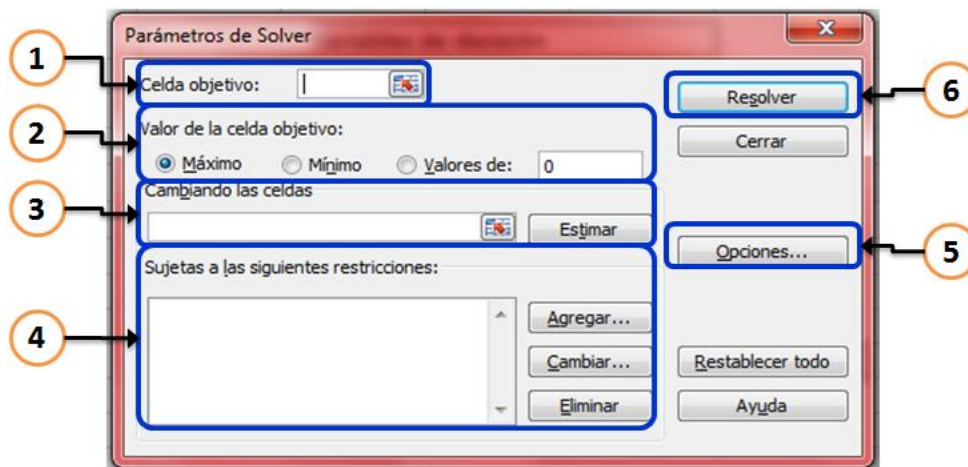 Parámetros de Solver
1
Celda objetivo:
Resolver
6
2
Valor de la celda objetivo:
Cerrar
Máximo Mínimo Valores de: 0
3
Cambiando las celdas
Estimar
Opciones...
5
Sujetas a las siguientes restricciones:
4
Agregar...
Cambiar...
Restablecer todo
Eliminar
Ayuda